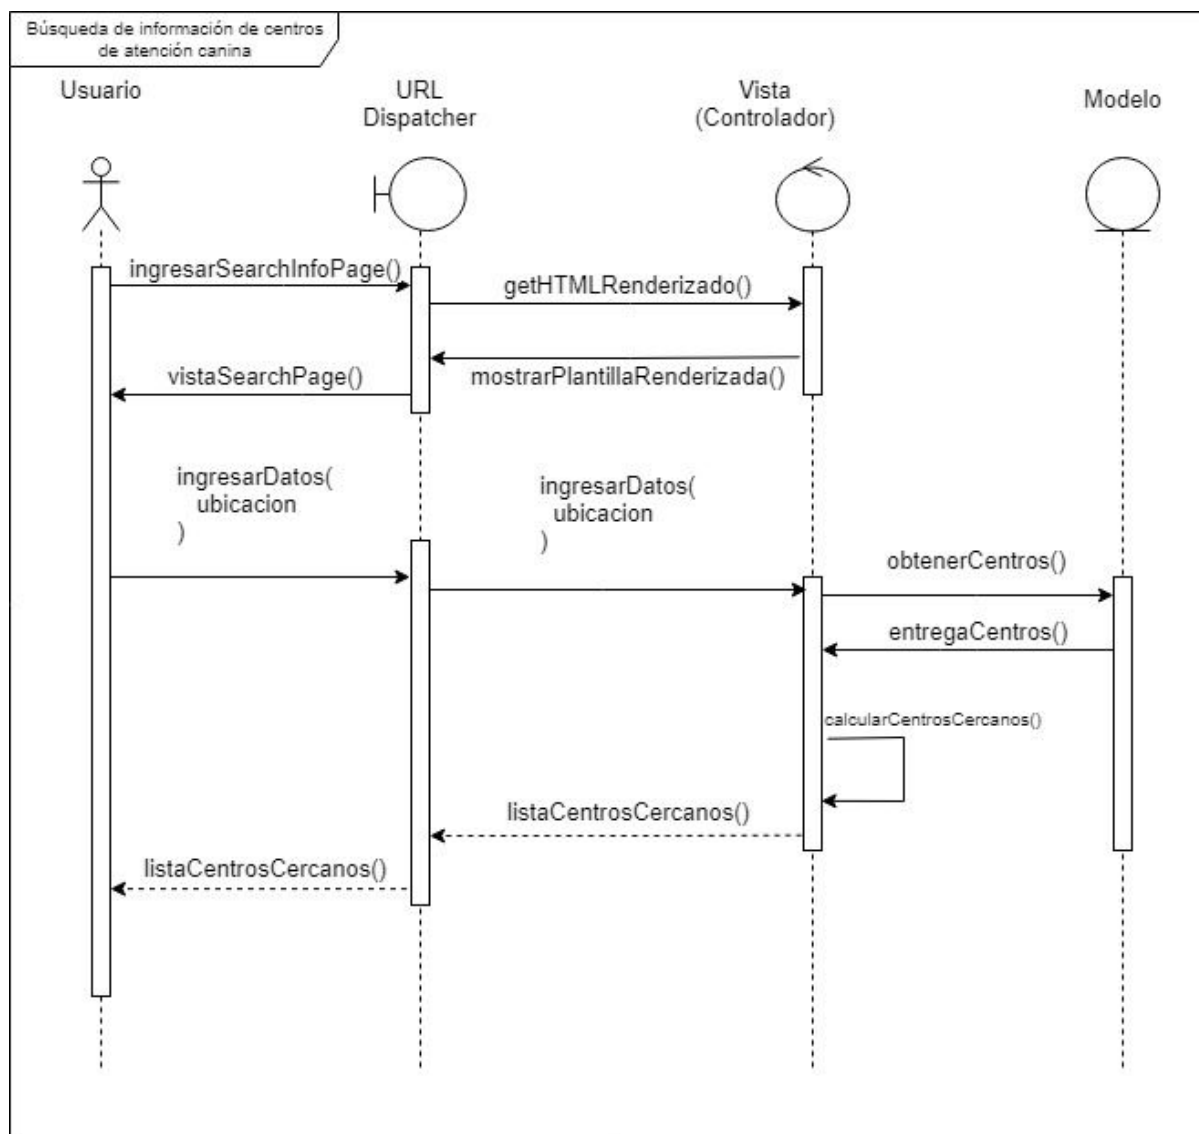 Búsqueda de información de centros
de atención canina
Usuario
URL
Dispatcher
Vista
(Controlador)
Modelo
ingresarSearchInfoPage()
getHTMLRenderizado()
mostrarPlantillaRenderizada()
vistaSearchPage()
ingresarDatos(
ubicacion
)
ingresarDatos(
ubicacion
)
obtenerCentros()
entregaCentros()
calcularCentrosCercanos()
listaCentrosCercanos()
listaCentrosCercanos()